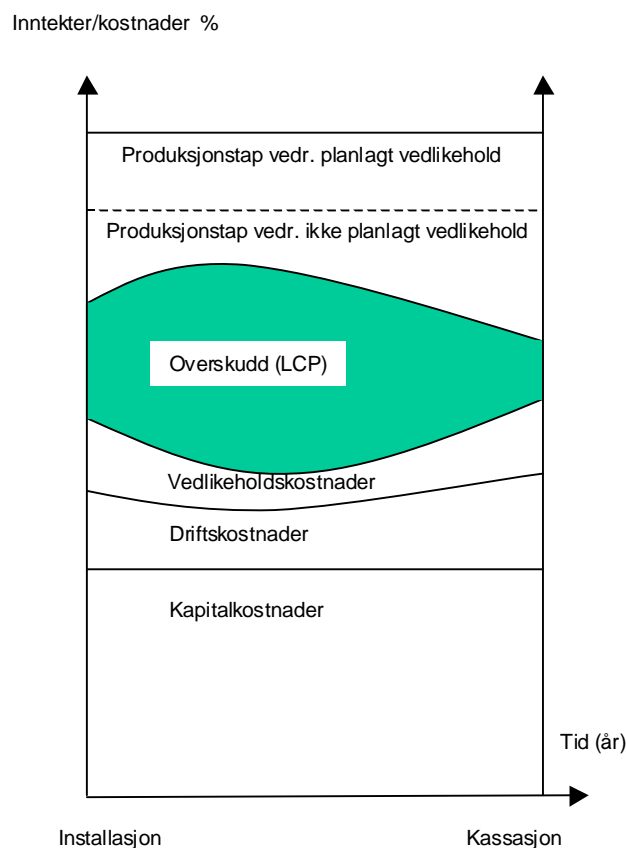 Inntekter/kostnader %
Produksjonstap vedr. planlagt vedlikehold
Produksjonstap vedr. ikke planlagt vedlikehold
Overskudd (LCP)
Vedlikeholdskostnader
Driftskostnader
Kapitalkostnader
Tid (år)
Installasjon
Kassasjon